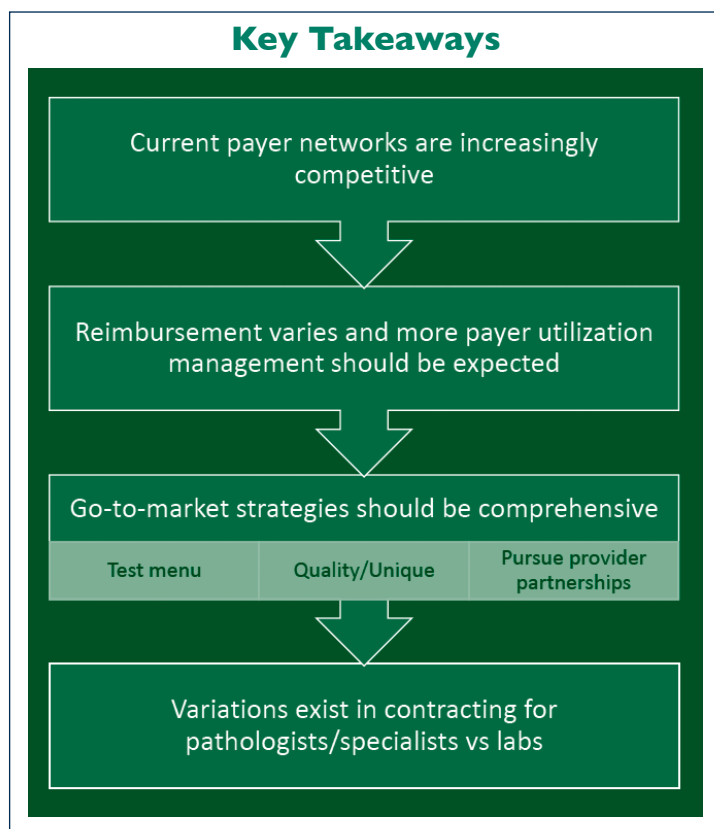 Key Takeaways
Current payer networks are increasingly
competitive
Reimbursement varies and more payer utilization
management should be expected
Go-to-market strategies should be comprehensive
Test menu
Quality/Unique
Pursue provider
partnerships
Variations exist in contracting for
pathologists/specialists vs labs